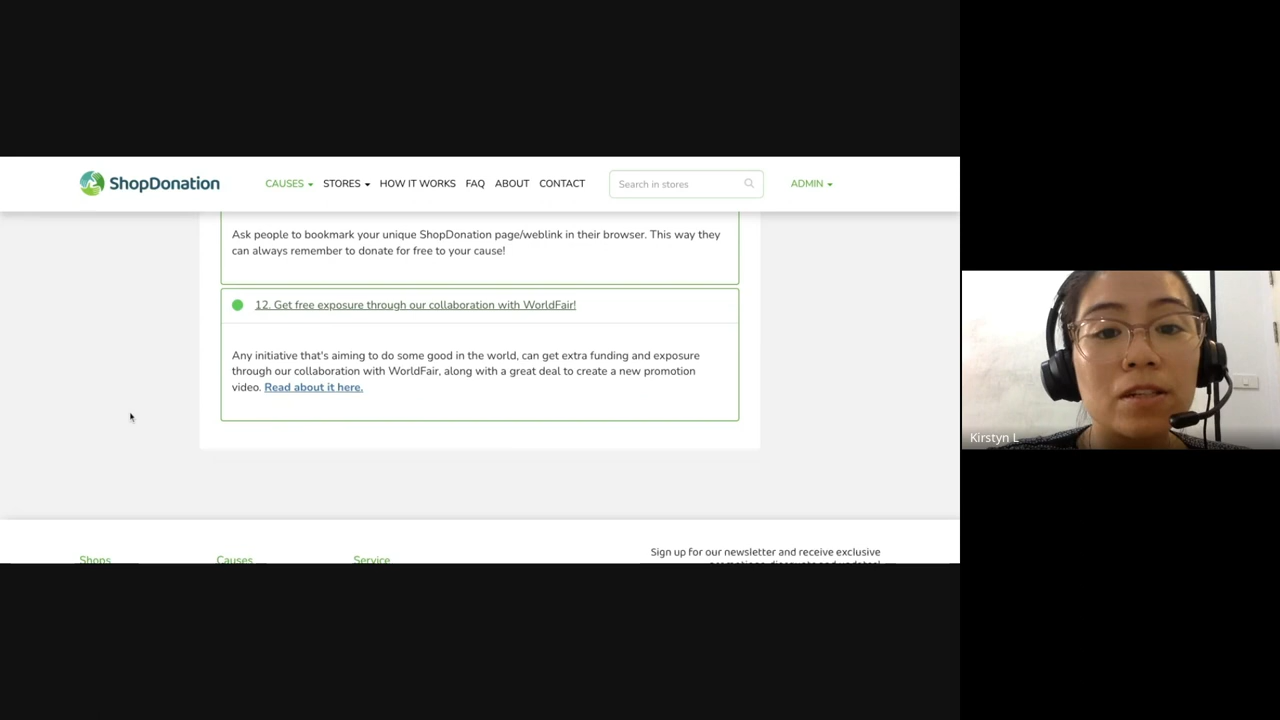 ShopDonation
CAUSES STORES HOW IT WORKS FAQ ABOUT CONTACT Search in stores ADMIN
Ask people to bookmark your unique ShopDonation page/weblink in their browser. This way they
can always remember to donate for free to your cause!
12. Get free exposure through our collaboration with WorldFair!
Any initiative that's aiming to do some good in the world, can get extra funding and exposure
through our collaboration with WorldFair, along with a great deal to create a new promotion
video. Read about it here.
Kirstyn L
Shops Causes Service
Sign up for our newsletter and receive exclusive
promotions, discounts and updates!